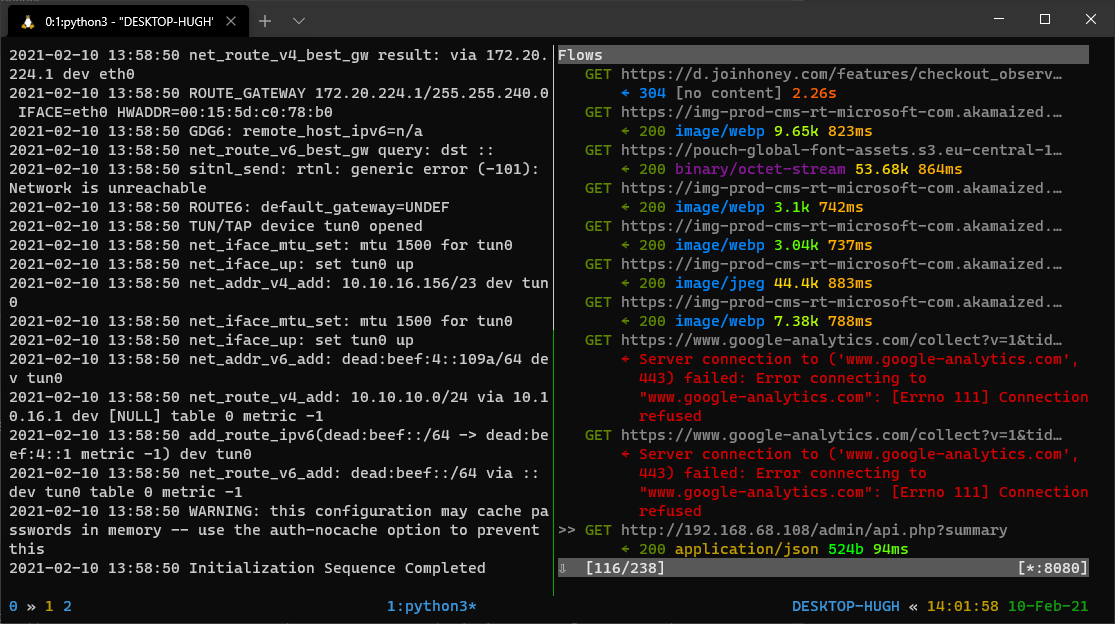 0:1:python3 - "DESKTOP-HUGH"
2021-02-10 13:58:50 net_route_v4_best_gw result: via 172.20.
224.1 dev eth0
2021-02-10 13:58:50 ROUTE_GATEWAY 172.20.224.1/255.255.240.0
IFACE=eth0 HWADDR=00:15:5d:c0:78:b0
2021-02-10 13:58:50 GDG6: remote_host_ipv6=n/a
2021-02-10 13:58:50 net_route_v6_best_gw query: dst ::
2021-02-10 13:58:50 sitnl_send: rtnl: generic error (-101):
Network is unreachable
2021-02-10 13:58:50 ROUTE6: default_gateway=UNDEF
2021-02-10 13:58:50 TUN/TAP device tun0 opened
2021-02-10 13:58:50 net_iface_mtu_set: mtu 1500 for tun0
2021-02-10 13:58:50 net_iface_up: set tun0 up
2021-02-10 13:58:50 net_addr_v4_add: 10.10.16.156/23 dev tun
0
2021-02-10 13:58:50 net_iface_mtu_set: mtu 1500 for tun0
2021-02-10 13:58:50 net_iface_up: set tun0 up
2021-02-10 13:58:50 net_addr_v6_add: dead:beef:4::109a/64 de
v tun0
2021-02-10 13:58:50 net_route_v4_add: 10.10.10.0/24 via 10.1
0.16.1 dev [NULL] table 0 metric -1
2021-02-10 13:58:50 add_route_ipv6(dead:beef::/64 -> dead:be
ef:4::1 metric -1) dev tun0
2021-02-10 13:58:50 net_route_v6_add: dead:beef::/64 via ::
dev tun0 table 0 metric -1
2021-02-10 13:58:50 WARNING: this configuration may cache pa
sswords in memory -- use the auth-nocache option to prevent
this
2021-02-10 13:58:50 Initialization Sequence Completed
Flows
GET https://d.joinhoney.com/features/checkout_observ…
← 304 [no content] 2.26s
GET https://img-prod-cms-rt-microsoft-com.akamaized.…
← 200 image/webp 9.65k 823ms
GET https://pouch-global-font-assets.s3.eu-central-1…
← 200 binary/octet-stream 53.68k 864ms
GET https://img-prod-cms-rt-microsoft-com.akamaized.…
← 200 image/webp 3.1k 742ms
GET https://img-prod-cms-rt-microsoft-com.akamaized.…
← 200 image/webp 3.04k 737ms
GET https://img-prod-cms-rt-microsoft-com.akamaized.…
← 200 image/jpeg 44.4k 883ms
GET https://img-prod-cms-rt-microsoft-com.akamaized.…
← 200 image/webp 7.38k 788ms
GET https://www.google-analytics.com/collect?v=1&tid…
← Server connection to ('www.google-analytics.com',
443) failed: Error connecting to
"www.google-analytics.com": [Errno 111] Connection
refused
GET https://www.google-analytics.com/collect?v=1&tid…
← Server connection to ('www.google-analytics.com',
443) failed: Error connecting to
"www.google-analytics.com": [Errno 111] Connection
refused
>> GET http://192.168.68.108/admin/api.php?summary
← 200 application/json 524b 94ms
⇩ [116/238] [*:8080]
0 » 1 2 1:python3* DESKTOP-HUGH « 14:01:58 10-Feb-21